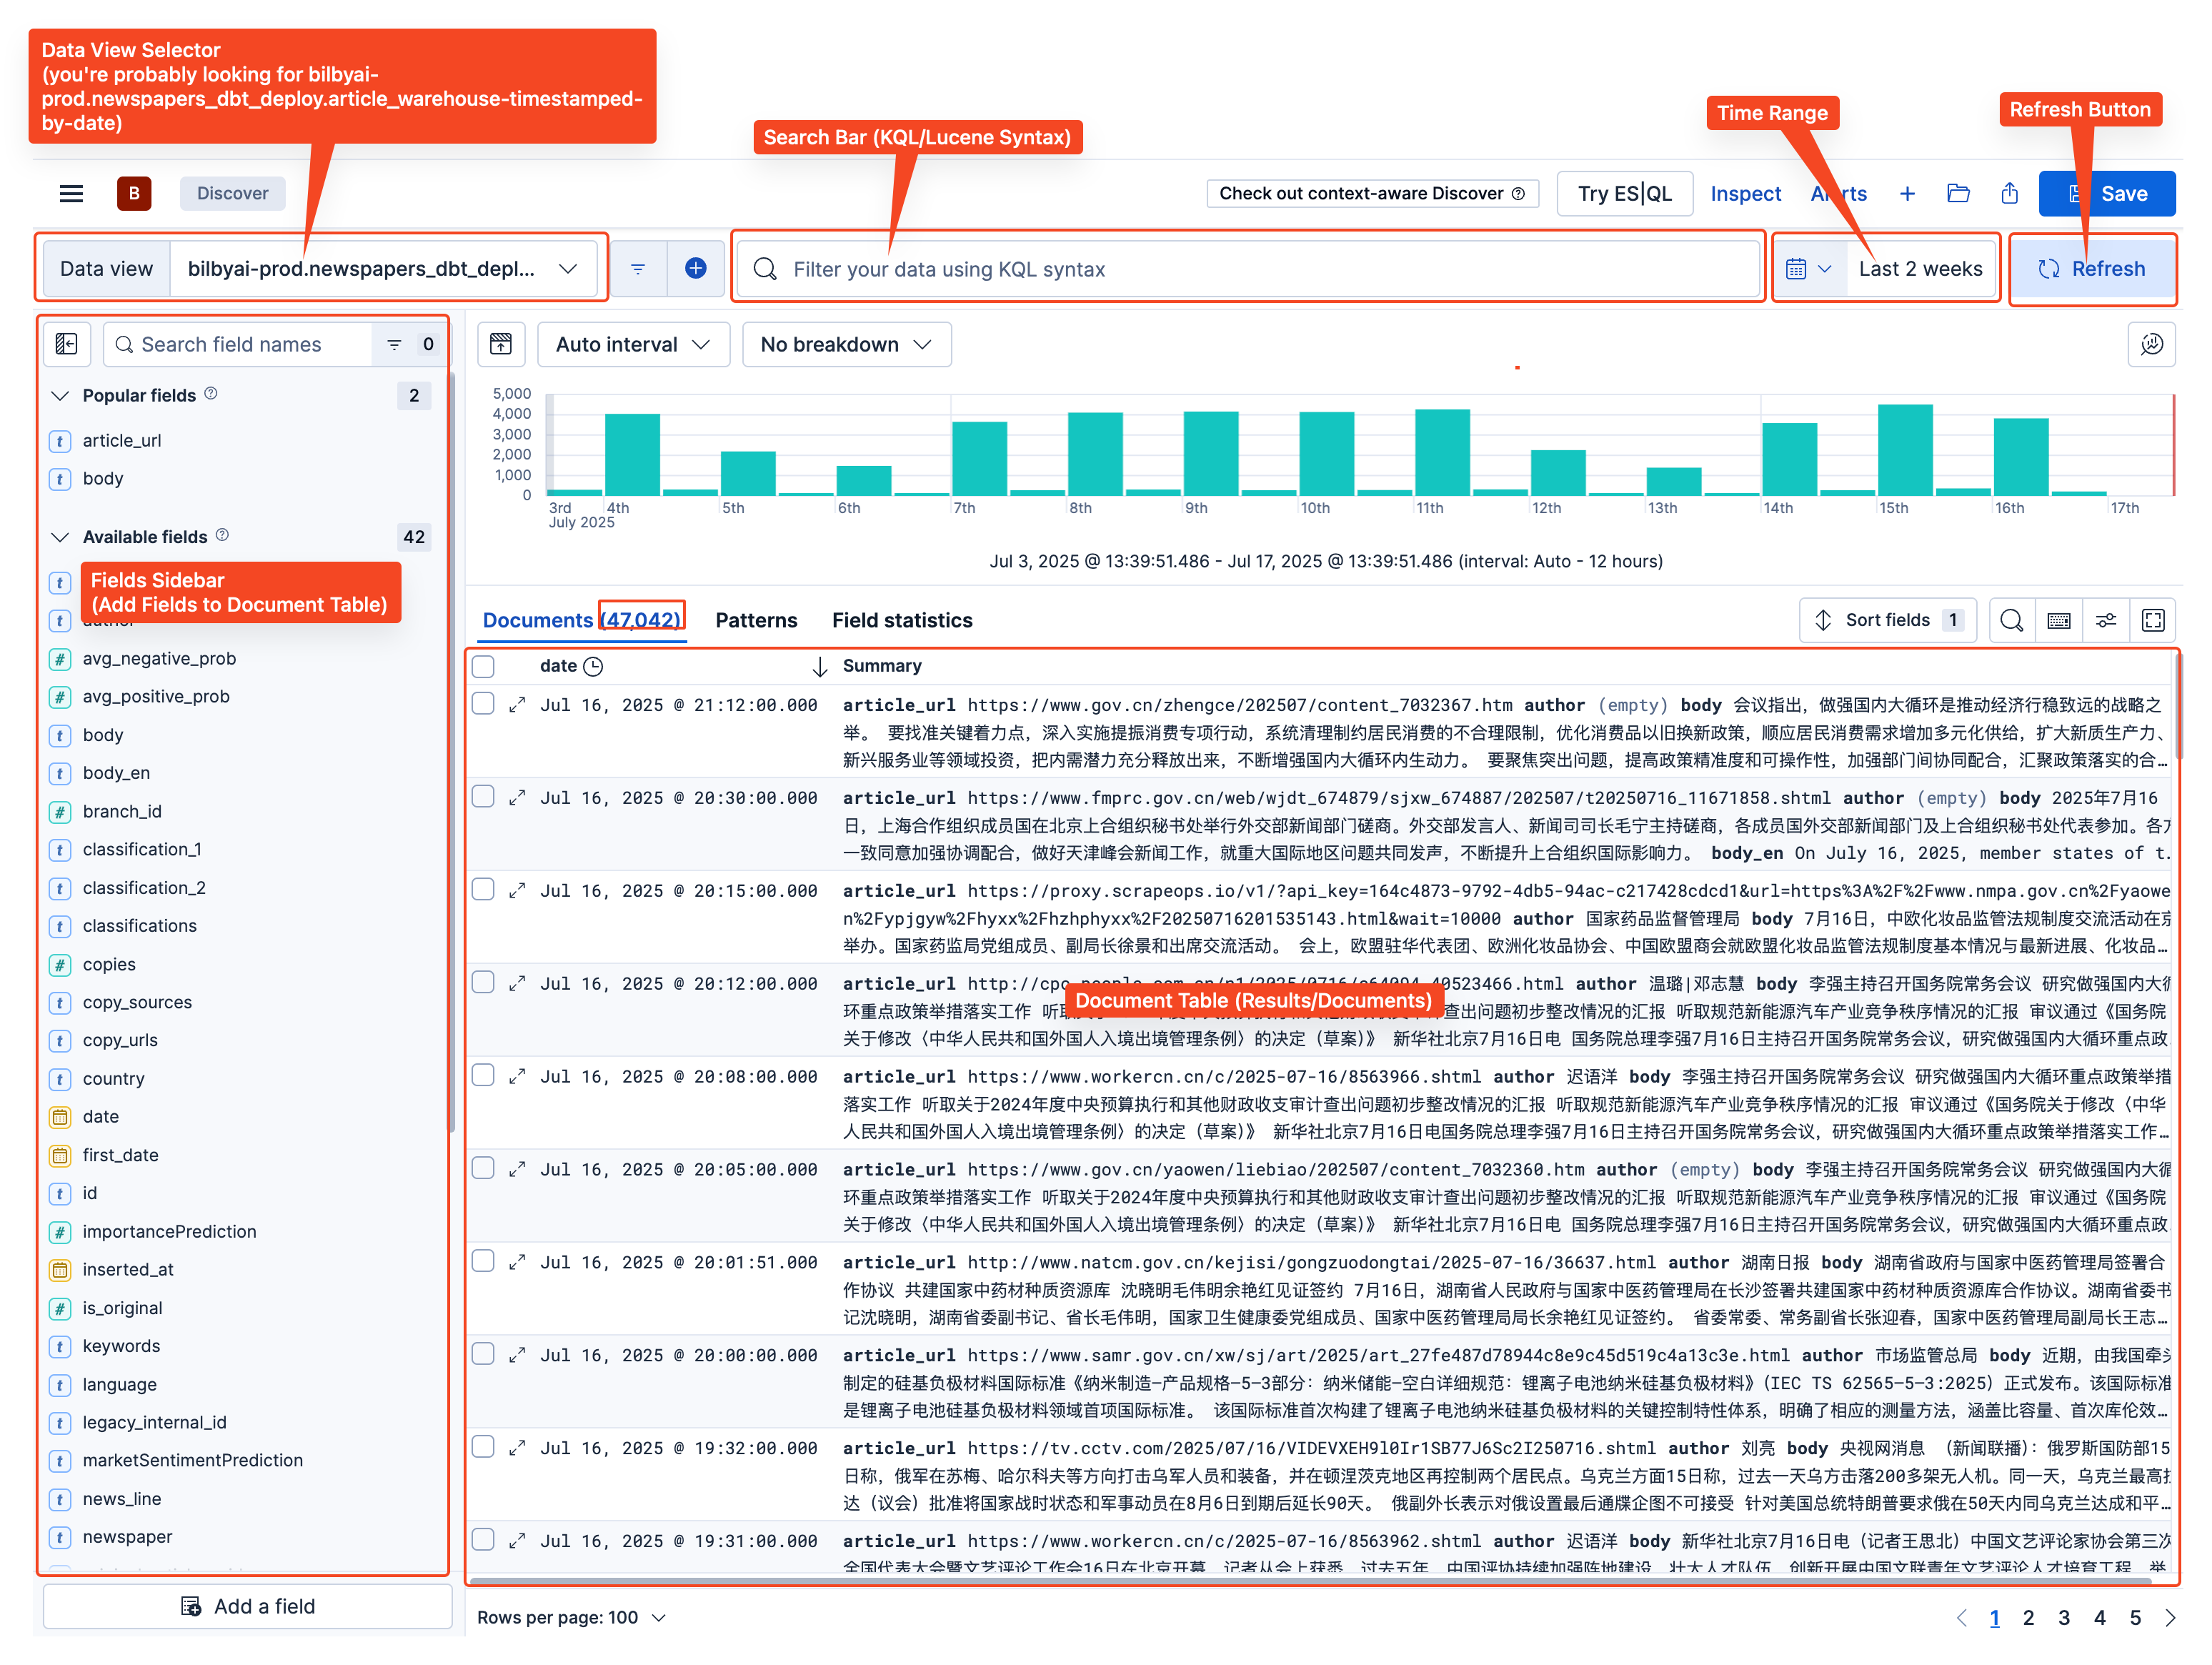 Data View Selector
(you're probably looking for bilbyai-
prod.newspapers_dbt_deploy.article_warehouse-timestamped-
by-date)
Search Bar (KQL/Lucene Syntax)
Time Range
Refresh Button
B
Discover
Check out context-aware Discover
Try ES|QL
Inspect
Alerts
Save
Data view
bilbyai-prod.newspapers_dbt_depl...
Filter your data using KQL syntax
Last 2 weeks
Refresh
Search field names
0
Auto interval
No breakdown
Popular fields
2
article_url
body
Available fields
42
Fields Sidebar
(Add Fields to Document Table)
author
avg_negative_prob
avg_positive_prob
body
body_en
branch_id
classification_1
classification_2
classifications
copies
copy_sources
copy_urls
country
date
first_date
id
importancePrediction
inserted_at
is_original
keywords
language
legacy_internal_id
marketSentimentPrediction
news_line
newspaper
Add a field
5,000
4,000
3,000
2,000
1,000
0
3rd 4th 5th 6th 7th 8th 9th 10th 11th 12th 13th 14th 15th 16th 17th
July 2025
Jul 3, 2025 @ 13:39:51.486 - Jul 17, 2025 @ 13:39:51.486 (interval: Auto - 12 hours)
Documents (47,042)
Patterns
Field statistics
Sort fields 1
date
Summary
Jul 16, 2025 @ 21:12:00.000
article_url https://www.gov.cn/zhengce/202507/content_7032367.htm author (empty) body 会议指出，做强国内大循环是推动经济行稳致远的战略之
举。 要找准关键着力点，深入实施提振消费专项行动，系统清理制约居民消费的不合理限制，优化消费品以旧换新政策，顺应居民消费需求增加多元化供给，扩大新质生产力、
新兴服务业等领域投资，把内需潜力充分释放出来，不断增强国内大循环内生动力。 要聚焦突出问题，提高政策精准度和可操作性，加强部门间协同配合，汇聚政策落实的合...
Jul 16, 2025 @ 20:30:00.000
article_url https://www.fmprc.gov.cn/web/wjdt_674879/sjxw_674887/202507/t20250716_11671858.shtml author (empty) body 2025年7月16
日，上海合作组织成员国在北京上合组织秘书处举行外交部新闻部门磋商。外交部发言人、新闻司司长毛宁主持磋商，各成员国外交部新闻部门及上合组织秘书处代表参加。各方
一致同意加强协调配合，做好天津峰会新闻工作，就重大国际地区问题共同发声，不断提升上合组织国际影响力。 body_en On July 16, 2025, member states of t...
Jul 16, 2025 @ 20:15:00.000
article_url https://proxy.scrapeops.io/v1/?api_key=164c4873-9792-4db5-94ac-c217428cdcd1&url=https%3A%2F%2Fwww.nmpa.gov.cn%2Fyaowe
n%2Fypjgyw%2Fhyxx%2Fhzhphyxx%2F20250716201535143.html&wait=10000 author 国家药品监督管理局 body 7月16日，中欧化妆品监管法规制度交流活动在京
举办。国家药监局党组成员、副局长徐景和出席交流活动。 会上，欧盟驻华代表团、欧洲化妆品协会、中国欧盟商会就欧盟化妆品监管法规制度基本情况与最新进展、化妆品...
Jul 16, 2025 @ 20:12:00.000
article_url http://cpc.people.com.cn/n1/2025/0716/c64094-40523466.html author 温璐|邓志慧 body 李强主持召开国务院常务会议 研究做强国内大循
Document Table (Results/Documents)
环重点政策举措落实工作 听取 查出问题初步整改情况的汇报 听取规范新能源汽车产业竞争秩序情况的汇报 审议通过《国务院
关于修改〈中华人民共和国外国人入境出境管理条例〉的决定（草案）》 新华社北京7月16日电 国务院总理李强7月16日主持召开国务院常务会议，研究做强国内大循环重点政
Jul 16, 2025 @ 20:08:00.000
article_url https://www.workercn.cn/c/2025-07-16/8563966.shtml author 迟语洋 body 李强主持召开国务院常务会议 研究做强国内大循环重点政策举措
落实工作 听取关于2024年度中央预算执行和其他财政收支审计查出问题初步整改情况的汇报 听取规范新能源汽车产业竞争秩序情况的汇报 审议通过《国务院关于修改〈中华
人民共和国外国人入境出境管理条例〉的决定（草案）》 新华社北京7月16日电国务院总理李强7月16日主持召开国务院常务会议，研究做强国内大循环重点政策举措落实工作...
Jul 16, 2025 @ 20:05:00.000
article_url https://www.gov.cn/yaowen/liebiao/202507/content_7032360.htm author (empty) body 李强主持召开国务院常务会议 研究做强国内大循
环重点政策举措落实工作 听取关于2024年度中央预算执行和其他财政收支审计查出问题初步整改情况的汇报 听取规范新能源汽车产业竞争秩序情况的汇报 审议通过《国务院
关于修改〈中华人民共和国外国人入境出境管理条例〉的决定（草案）》 新华社北京7月16日电 国务院总理李强7月16日主持召开国务院常务会议，研究做强国内大循环重点政
Jul 16, 2025 @ 20:01:51.000
article_url http://www.natcm.gov.cn/kejisi/gongzuodongtai/2025-07-16/36637.html author 湖南日报 body 湖南省政府与国家中医药管理局签署合
作协议 共建国家中药材种质资源库 沈晓明毛伟明余艳红见证签约 7月16日，湖南省人民政府与国家中医药管理局在长沙签署共建国家中药材种质资源库合作协议。湖南省委书
记沈晓明，湖南省委副书记、省长毛伟明，国家卫生健康委党组成员、国家中医药管理局局长余艳红见证签约。 省委常委、常务副省长张迎春，国家中医药管理局副局长王志...
Jul 16, 2025 @ 20:00:00.000
article_url https://www.samr.gov.cn/xw/sj/art/2025/art_27fe487d78944c8e9c45d519c4a13c3e.html author 市场监管总局 body 近期，由我国牵头
制定的硅基负极材料国际标准《纳米制造—产品规格—5—3部分：纳米储能—空白详细规范：锂离子电池纳米硅基负极材料》（IEC TS 62565—5—3:2025）正式发布。该国际标准
是锂离子电池硅基负极材料领域首项国际标准。 该国际标准首次构建了锂离子电池纳米硅基负极材料的关键控制特性体系，明确了相应的测量方法，涵盖比容量、首次库伦效...
Jul 16, 2025 @ 19:32:00.000
article_url https://tv.cctv.com/2025/07/16/VIDEVXEH9l0Ir1SB77J6Sc2I250716.shtml author 刘亮 body 央视网消息 （新闻联播）：俄罗斯国防部15
日称，俄军在苏梅、哈尔科夫等方向打击乌军人员和装备，并在顿涅茨克地区再控制两个居民点。乌克兰方面15日称，过去一天乌方击落200多架无人机。同一天，乌克兰最高拉
达（议会）批准将国家战时状态和军事动员在8月6日到期后延长90天。 俄副外长表示对俄设置最后通牒企图不可接受 针对美国总统特朗普要求俄在50天内同乌克兰达成和平...
Jul 16, 2025 @ 19:31:00.000
article_url https://www.workercn.cn/c/2025-07-16/8563962.shtml author 迟语洋 body 新华社北京7月16日电（记者王思北）中国文艺评论家协会第三次
全国代表大会暨文艺评论工作会16日在北京开幕。记者从会上获悉，过去五年，中国评协持续加强阵地建设，壮大人才队伍，创新开展中国文联青年文艺评论人才培育工程，举
Rows per page: 100
1 2 3 4 5